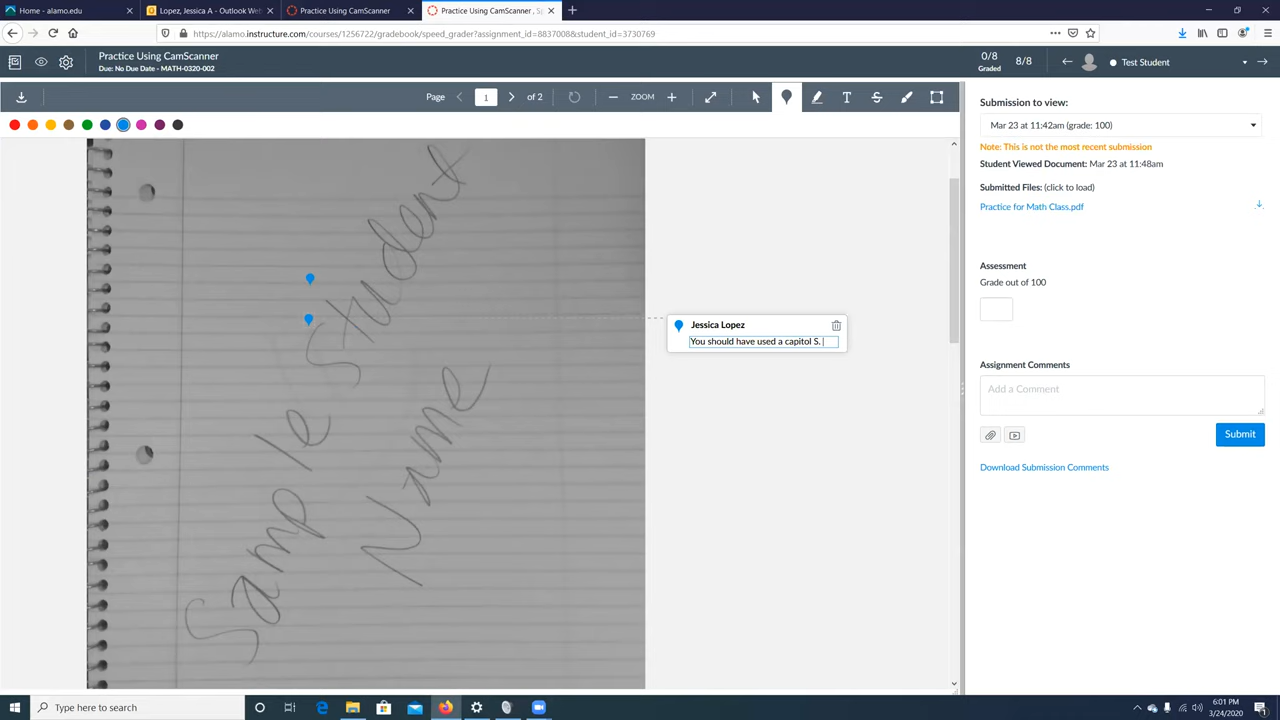 Home - alamo.edu
Lopez, Jessica A - Outlook Web
Practice Using CamScanner
Practice Using CamScanner , Sp
https://alamo.instructure.com/courses/1256722/gradebook/speed_grader?assignment_id=8837008&student_id=3730769
Practice Using CamScanner
Due: No Due Date - MATH-0320-002
0/8
Graded
8/8
Test Student
Page 1 of 2
ZOOM
T
S
Submission to view:
Mar 23 at 11:42am (grade: 100)
Note: This is not the most recent submission
Student Viewed Document: Mar 23 at 11:48am
Submitted Files: (click to load)
Practice for Math Class.pdf
Assessment
Grade out of 100
Assignment Comments
Add a Comment
Submit
Download Submission Comments
Sample Student
Name
Jessica Lopez
You should have used a capitol S.
Type here to search
6:01 PM
3/24/2020
1